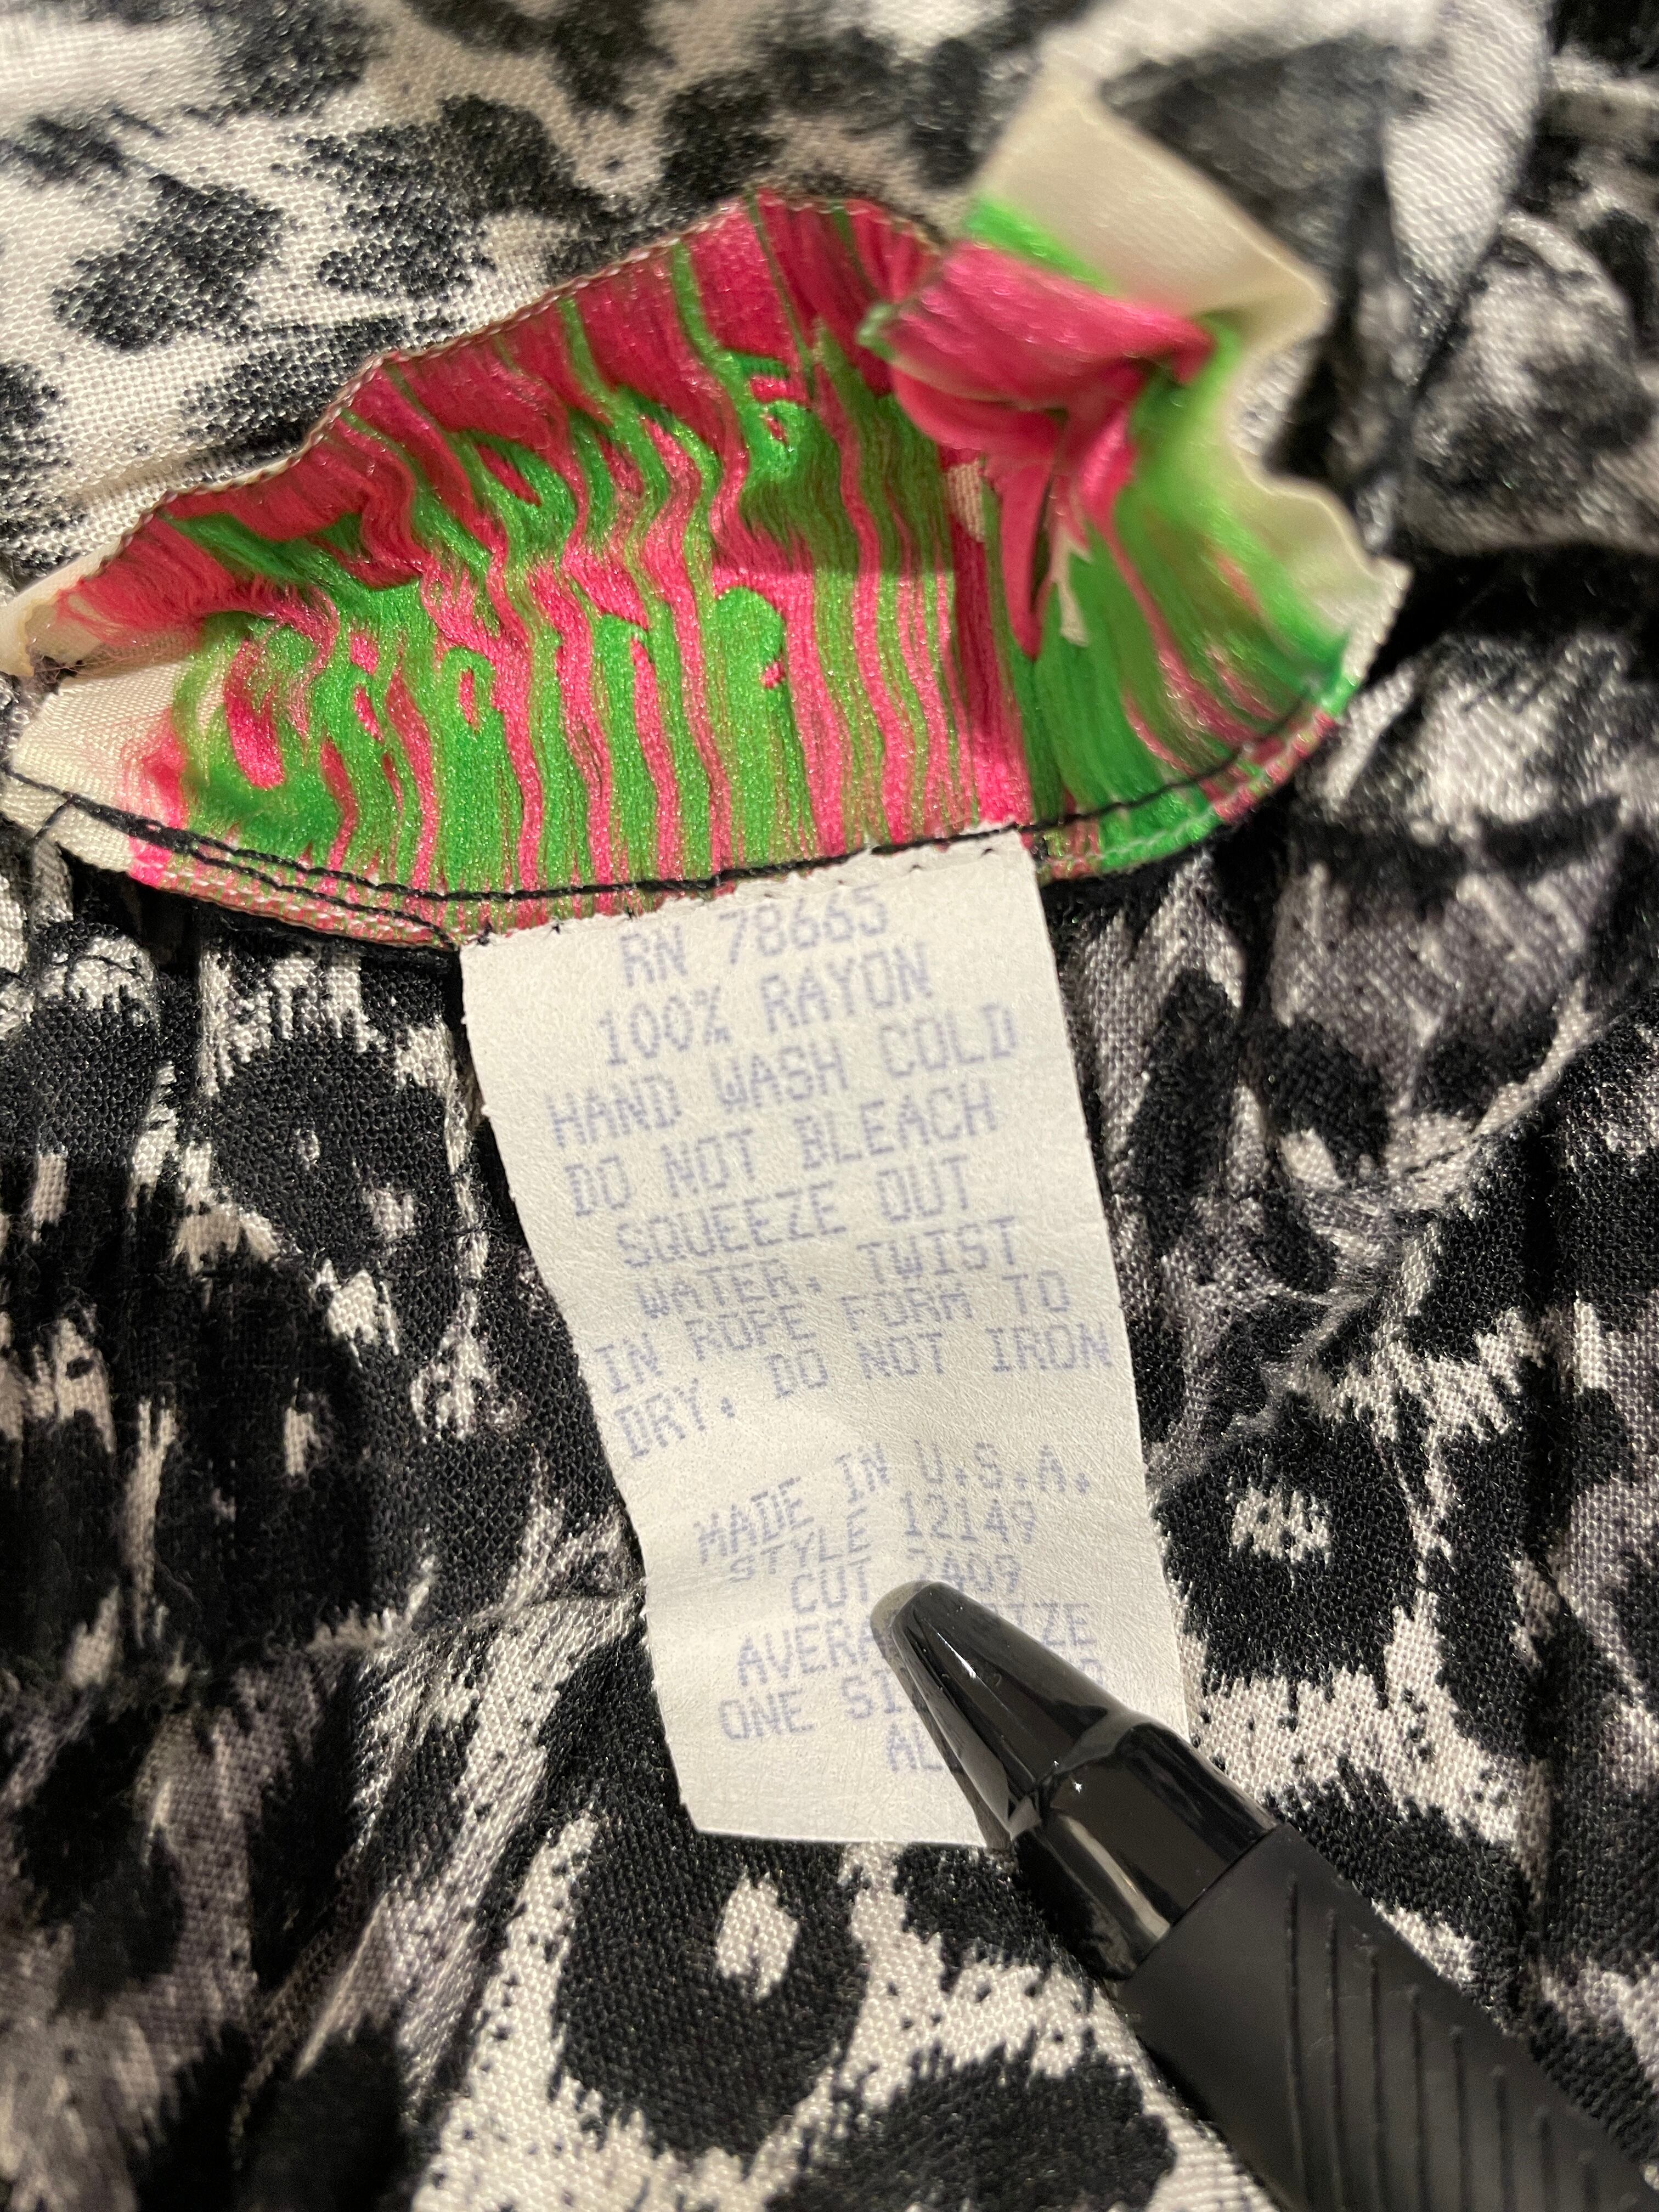 RN 78665
100% RAYON
HAND WASH COLD
DO NOT BLEACH
SQUEEZE OUT
WATER. TWIST
IN ROPE FORM TO
DRY. DO NOT IRON
MADE IN U.S.A.
STYLE 12149
CUT
ONE